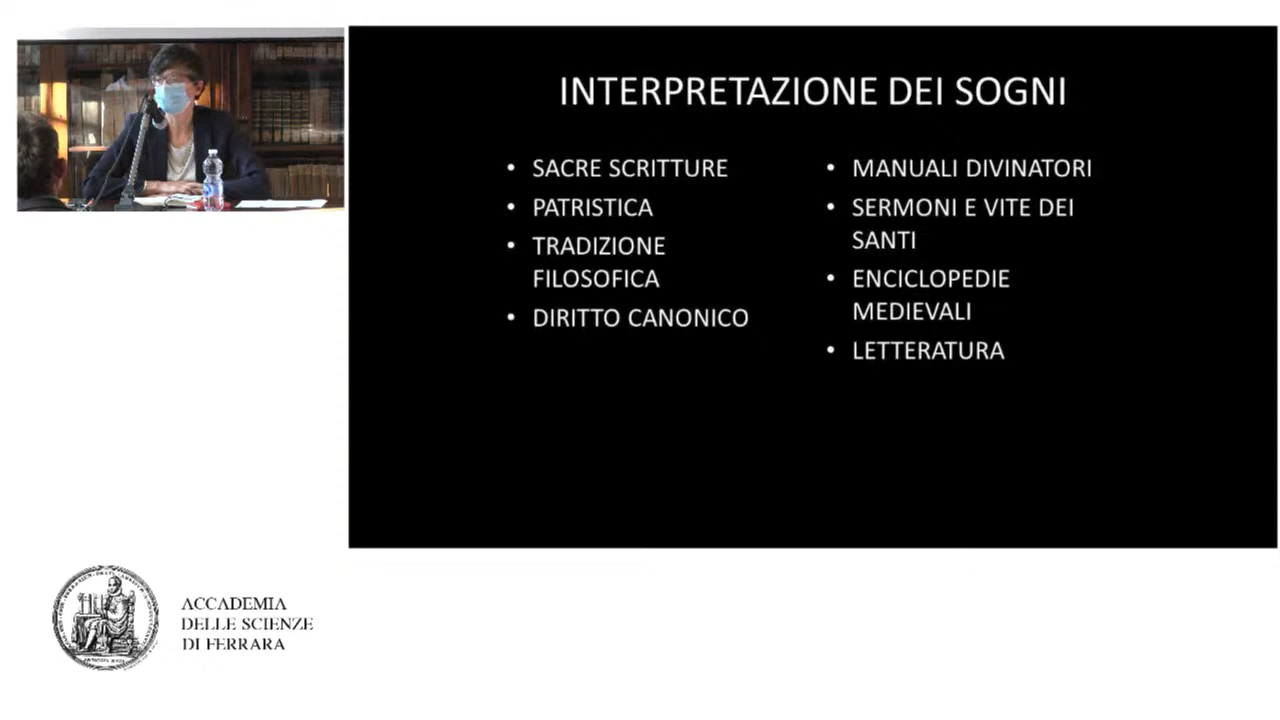 INTERPRETAZIONE DEI SOGNI
• SACRE SCRITTURE
• PATRISTICA
• TRADIZIONE
FILOSOFICA
• DIRITTO CANONICO
• MANUALI DIVINATORI
• SERMONI E VITE DEI
SANTI
• ENCICLOPEDIE
MEDIEVALI
• LETTERATURA
ACCADEMIA
DELLE SCIENZE
DI FERRARA